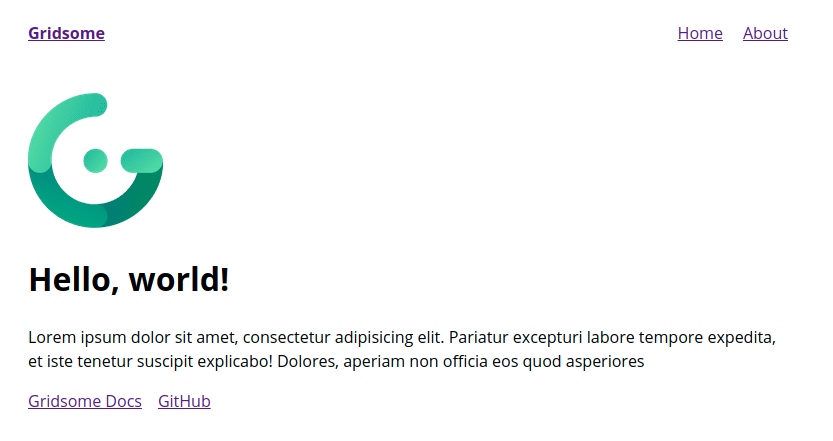 Gridsome Home About
Hello, world!
Lorem ipsum dolor sit amet, consectetur adipisicing elit. Pariatur excepturi labore tempore expedita,
et iste tenetur suscipit explicabo! Dolores, aperiam non officia eos quod asperiores
Gridsome Docs GitHub